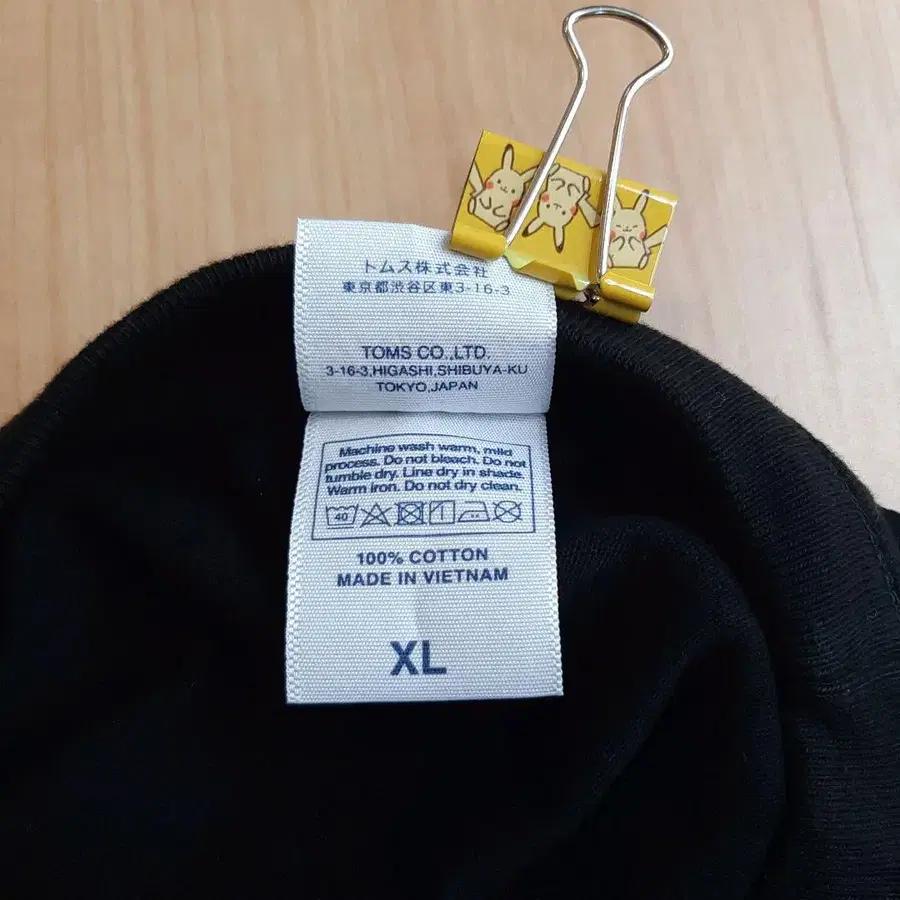 トムス株式会社
東京都渋谷区東3-16-3
TOMS CO.,LTD.
3-16-3,HIGASHI,SHIBUYA-KU
TOKYO,JAPAN
Machine wash warm, mild
process. Do not bleach. Do not
tumble dry. Line dry in shade.
Warm iron. Do not dry clean.
40
100% COTTON
MADE IN VIETNAM
XL